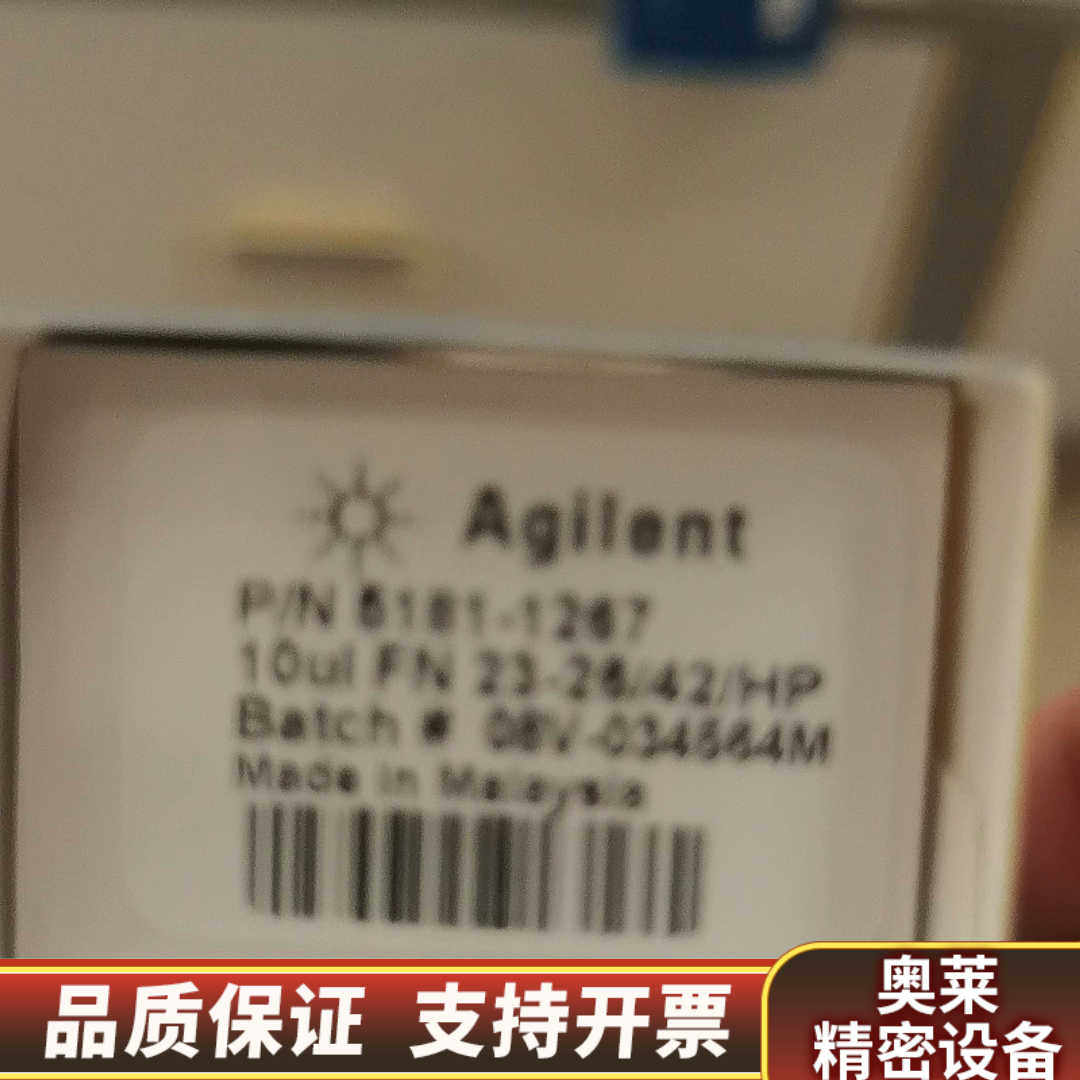 Agilent
P/N 5181-1267
10ul FN 23-26/42/HP
Batch # 08V-034564M
Made in Malaysia
品质保证 支持开票
奥莱
精密设备